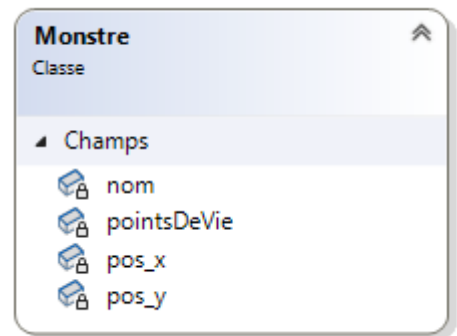 Monstre
Classe
Champs
nom
pointsDeVie
pos_x
pos_y